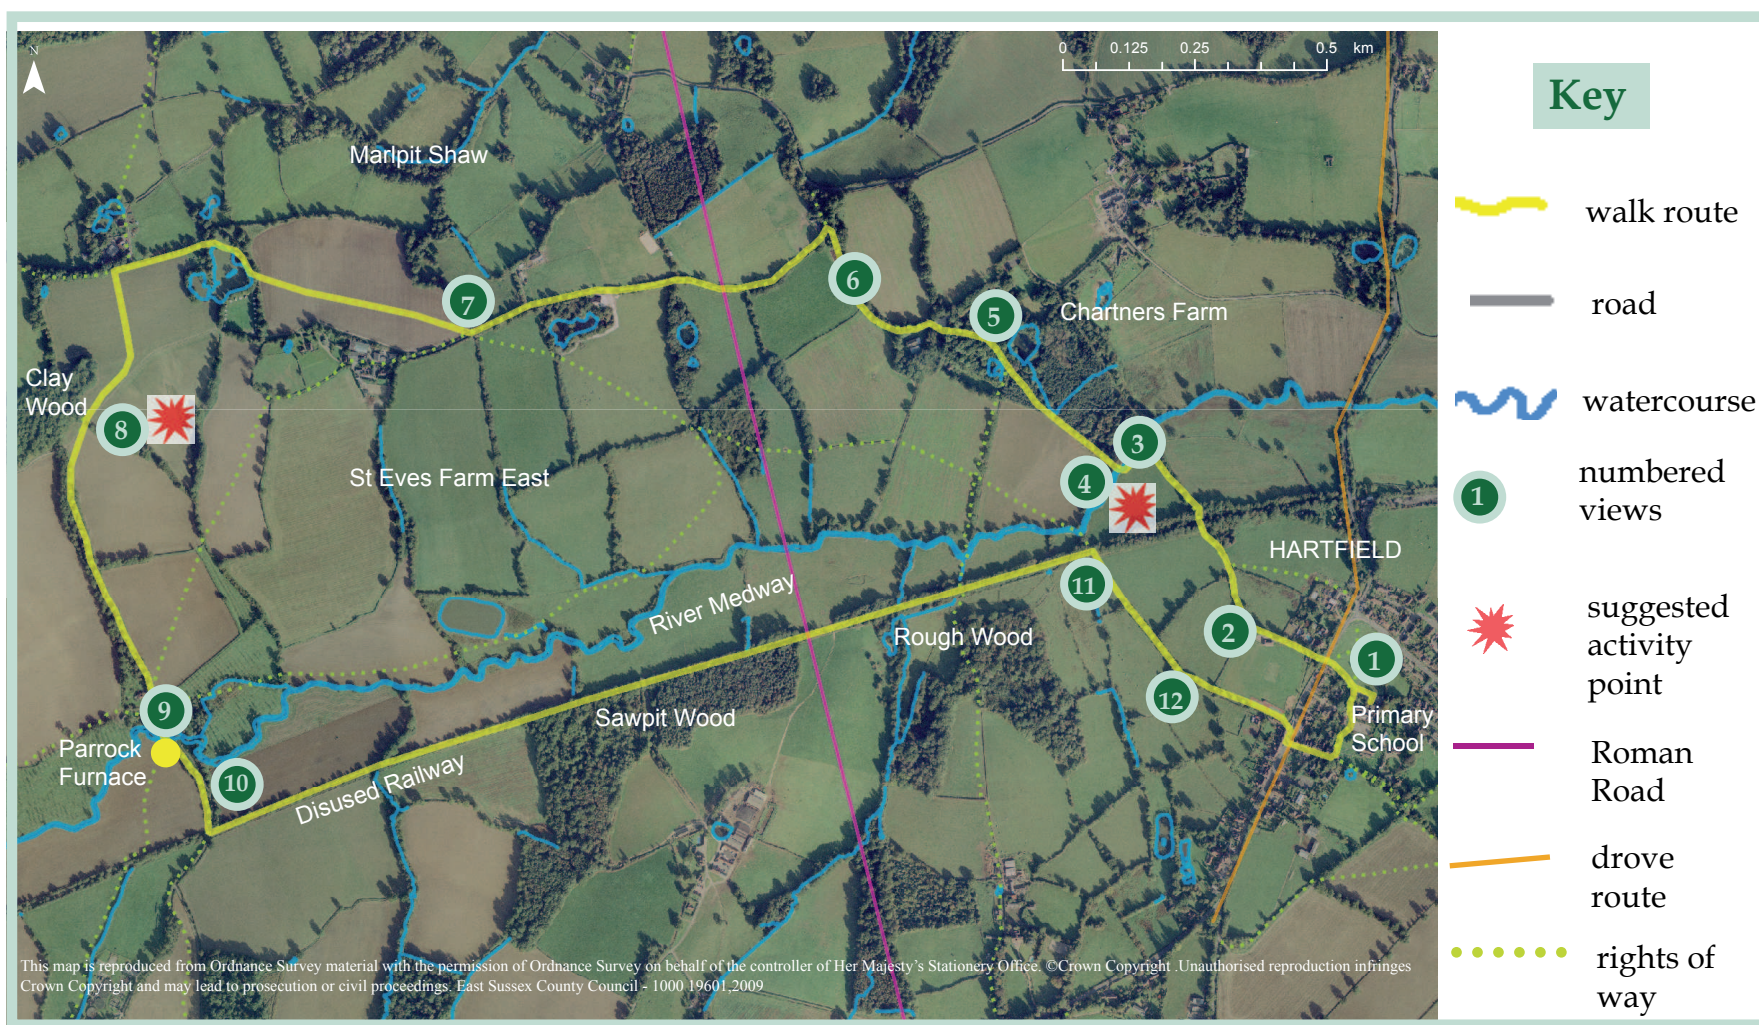 N
0 0.125 0.25 0.5 km
Marlpit Shaw
6
7
5
Chartners Farm
Clay
Wood
8
3
4
St Eves Farm East
HARTFIELD
11
River Medway
2
Rough Wood
1
12
9
Sawpit Wood
Primary
School
Parrock
Furnace
10
Disused Railway
This map is reproduced from Ordnance Survey material with the permission of Ordnance Survey on behalf of the controller of Her Majesty's Stationery Office. ©Crown Copyright .Unauthorised reproduction infringes
Crown Copyright and may lead to prosecution or civil proceedings. East Sussex County Council - 1000 19601,2009
Key
walk route
road
watercourse
1
numbered
views
suggested
activity
point
Roman
Road
drove
route
rights of
way